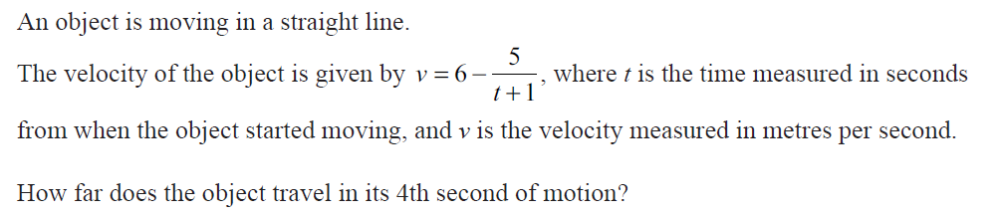 An object is moving in a straight line.
The velocity of the object is given by v = 6 − 5/(t+1), where t is the time measured in seconds
from when the object started moving, and v is the velocity measured in metres per second.
How far does the object travel in its 4th second of motion?